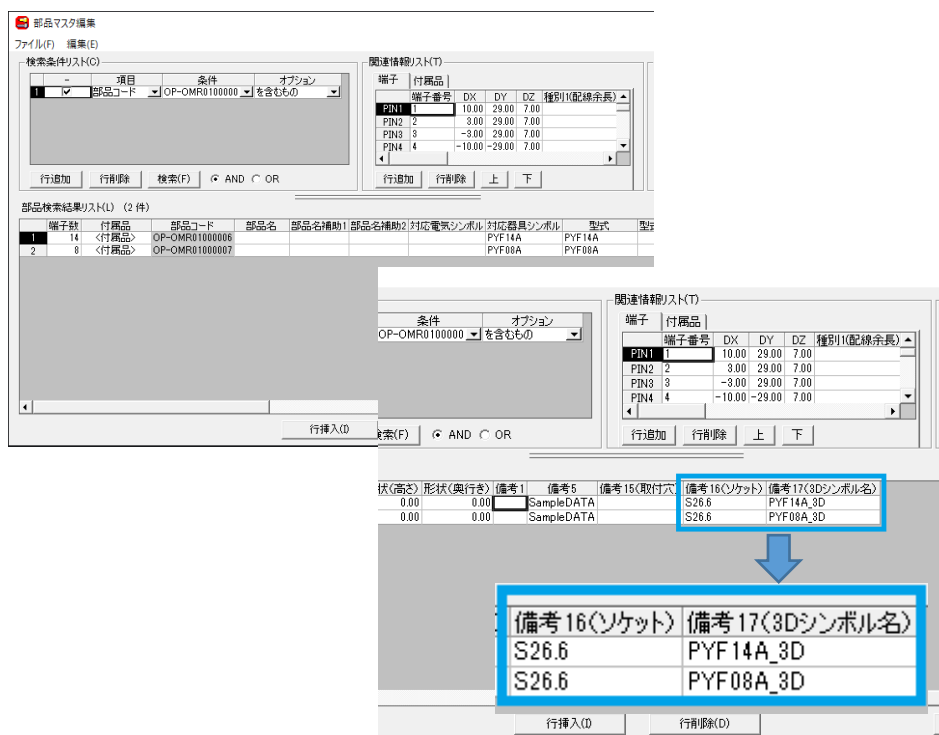 部品マスタ編集
ファイル(F) 編集(E)
検索条件リスト(C)
- 項目 条件 オプション
1 部品コード OP-OMR0100000 を含むもの
行追加 行削除 検索(F) AND OR
関連情報リスト(T)
端子 付属品
端子番号 DX DY DZ 種別1(配線余長)
PIN1 1 10.00 29.00 7.00
PIN2 2 3.00 29.00 7.00
PIN3 3 -3.00 29.00 7.00
PIN4 4 -10.00 -29.00 7.00
行追加 行削除 上 下
部品検索結果リスト(L) (2 件)
端子数 付属品 部品コード 部品名 部品名補助1 部品名補助2 対応電気シンボル 対応器具シンボル 型式
1 14 <付属品> OP-OMR01000006 PYF14A PYF14A
2 8 <付属品> OP-OMR01000007 PYF08A PYF08A
行挿入(I)
条件 オプション
OP-OMR0100000 を含むもの
索(F) AND OR
関連情報リスト(T)
端子 付属品
端子番号 DX DY DZ 種別1(配線余長)
PIN1 1 10.00 29.00 7.00
PIN2 2 3.00 29.00 7.00
PIN3 3 -3.00 29.00 7.00
PIN4 4 -10.00 -29.00 7.00
行追加 行削除 上 下
状(高さ) 形状(奥行き) 備考1 備考5 備考15(取付穴) 備考16(ソケット) 備考17(3Dシンボル名)
0.00 0.00 SampleDATA S26.6 PYF14A_3D
0.00 0.00 SampleDATA S26.6 PYF08A_3D
備考16(ソケット) 備考17(3Dシンボル名)
S26.6 PYF14A_3D
S26.6 PYF08A_3D
行挿入(I) 行削除(D)